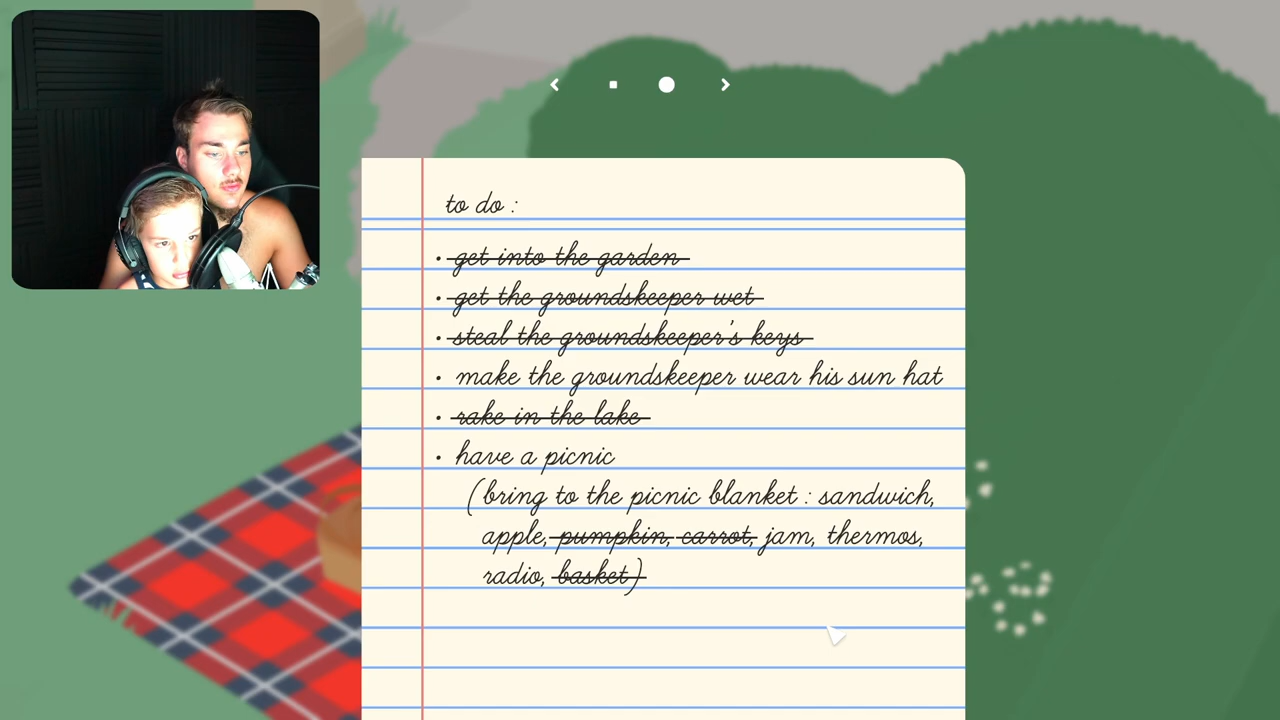 to do :
• get into the garden
• get the groundskeeper wet
• steal the groundskeeper's keys
• make the groundskeeper wear his sun hat
• rake in the lake
• have a picnic
(bring to the picnic blanket : sandwich,
apple, pumpkin, carrot, jam, thermos,
radio, basket)